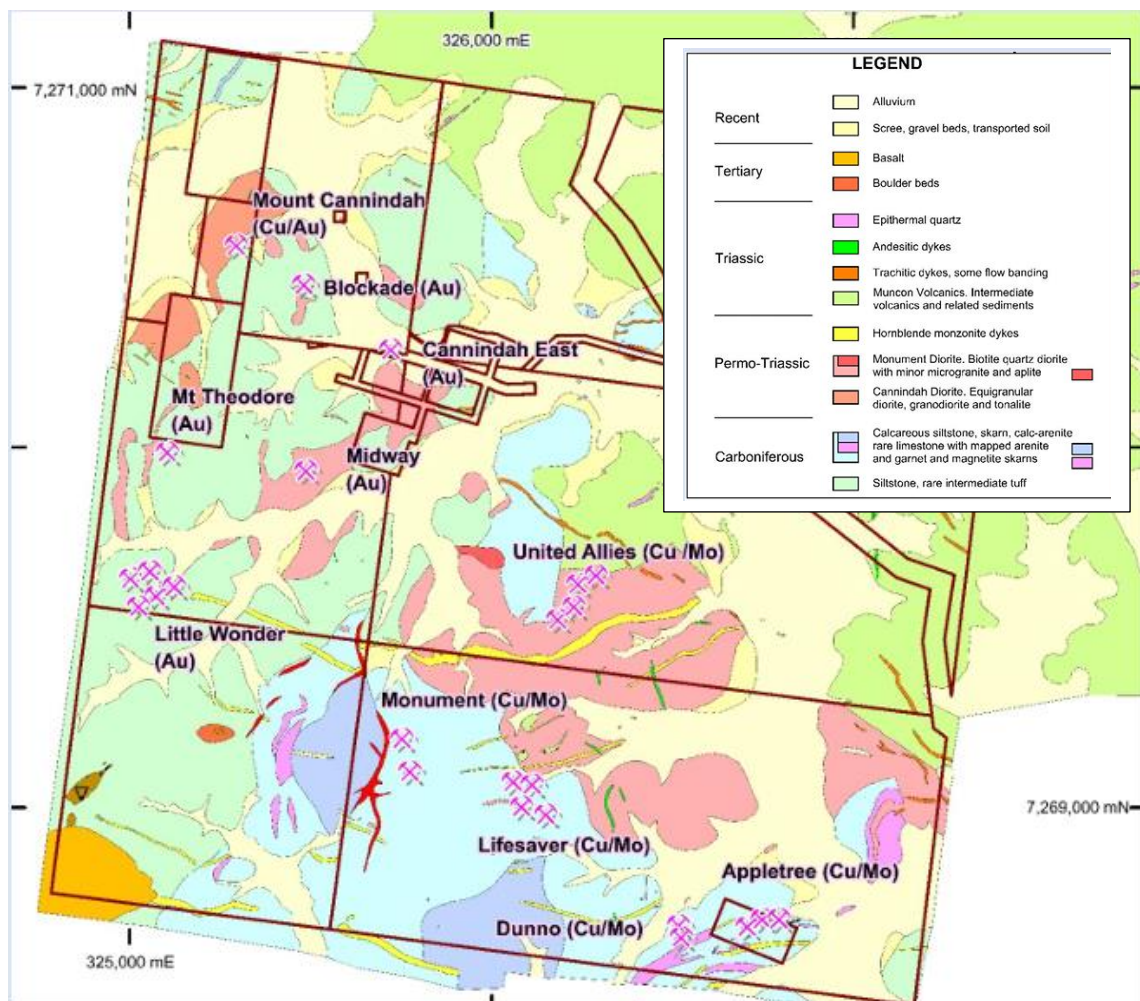 326,000 mE
7,271,000 mN
Mount Cannindah
(Cu/Au)
Blockade (Au)
Cannindah East
(Au)
Mt Theodore
(Au)
Midway
(Au)
United Allies (Cu /Mo)
Little Wonder
(Au)
Monument (Cu/Mo)
7,269,000 mN
Lifesaver (Cu/Mo)
Appletree (Cu/Mo)
Dunno (Cu/Mo)
325,000 mE
LEGEND
Recent
Alluvium
Scree, gravel beds, transported soil
Tertiary
Basalt
Boulder beds
Triassic
Epithermal quartz
Andesitic dykes
Trachitic dykes, some flow banding
Muncon Volcanics. Intermediate
volcanics and related sediments
Permo-Triassic
Hornblende monzonite dykes
Monument Diorite. Biotite quartz diorite
with minor microgranite and aplite
Cannindah Diorite. Equigranular
diorite, granodiorite and tonalite
Carboniferous
Calcareous siltstone, skarn, calc-arenite
rare limestone with mapped arenite
and garnet and magnetite skarns
Siltstone, rare intermediate tuff